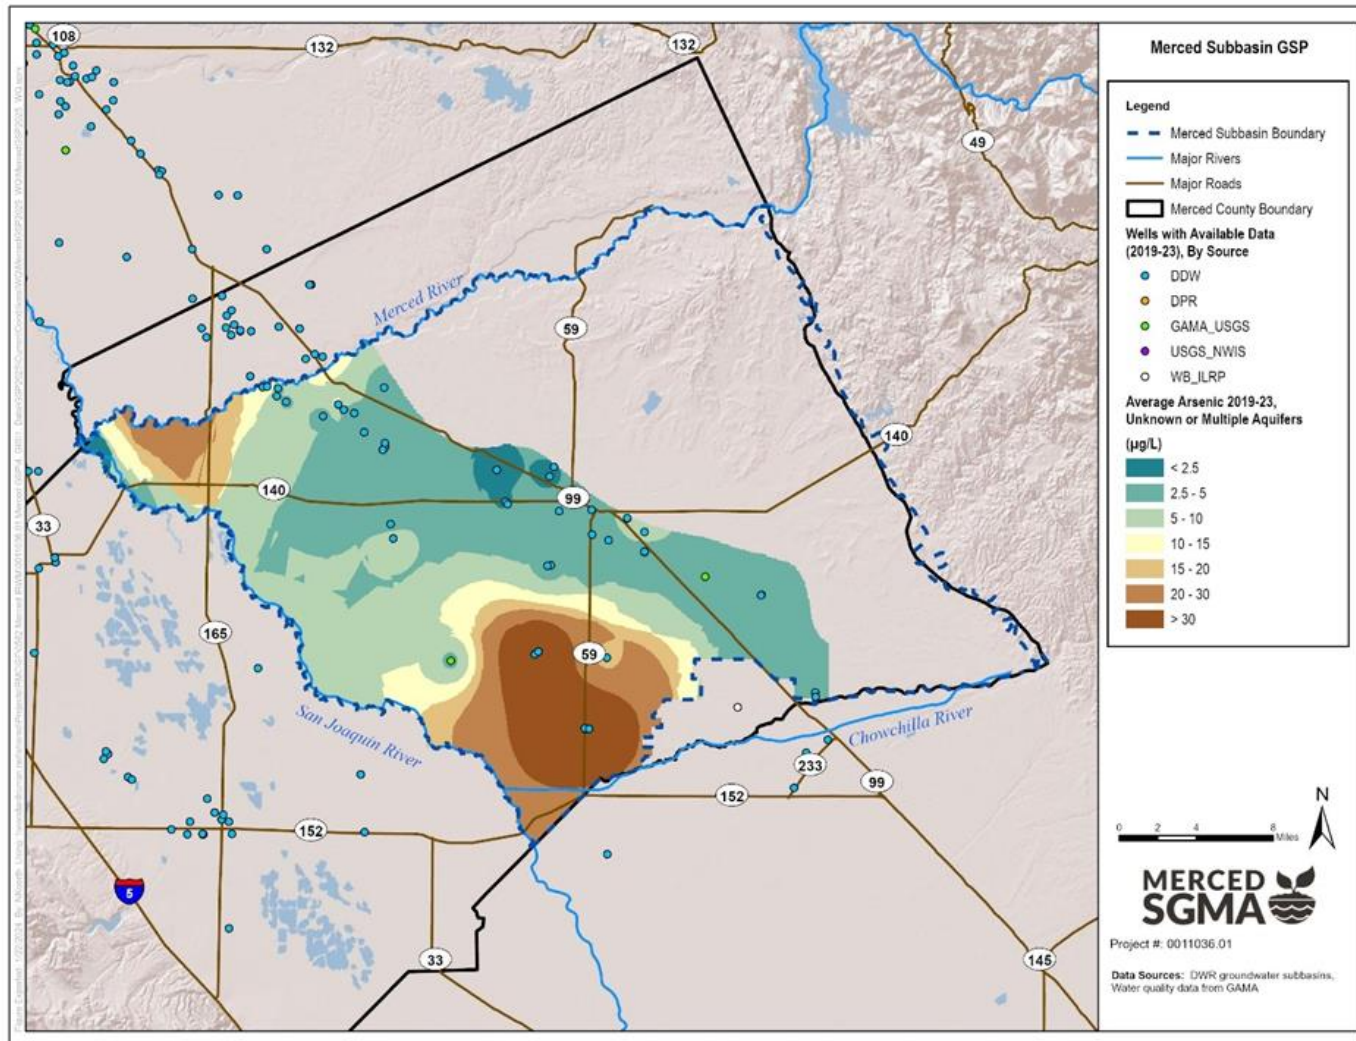 Merced Subbasin GSP
Legend
Merced Subbasin Boundary
Major Rivers
Major Roads
Merced County Boundary
Wells with Available Data
(2019-23), By Source
DDW
DPR
GAMA_USGS
USGS_NWIS
WB_ILRP
Average Arsenic 2019-23,
Unknown or Multiple Aquifers
(µg/L)
< 2.5
2.5 - 5
5 - 10
10 - 15
15 - 20
20 - 30
> 30
N
0 2 4 8
Miles
MERCED
SGMA
Project #: 0011036.01
Data Sources: DWR groundwater subbasins,
Water quality data from GAMA
108
132
132
49
Merced River
59
140
140
99
33
165
59
San Joaquin River
Chowchilla River
233
99
152
152
5
33
145